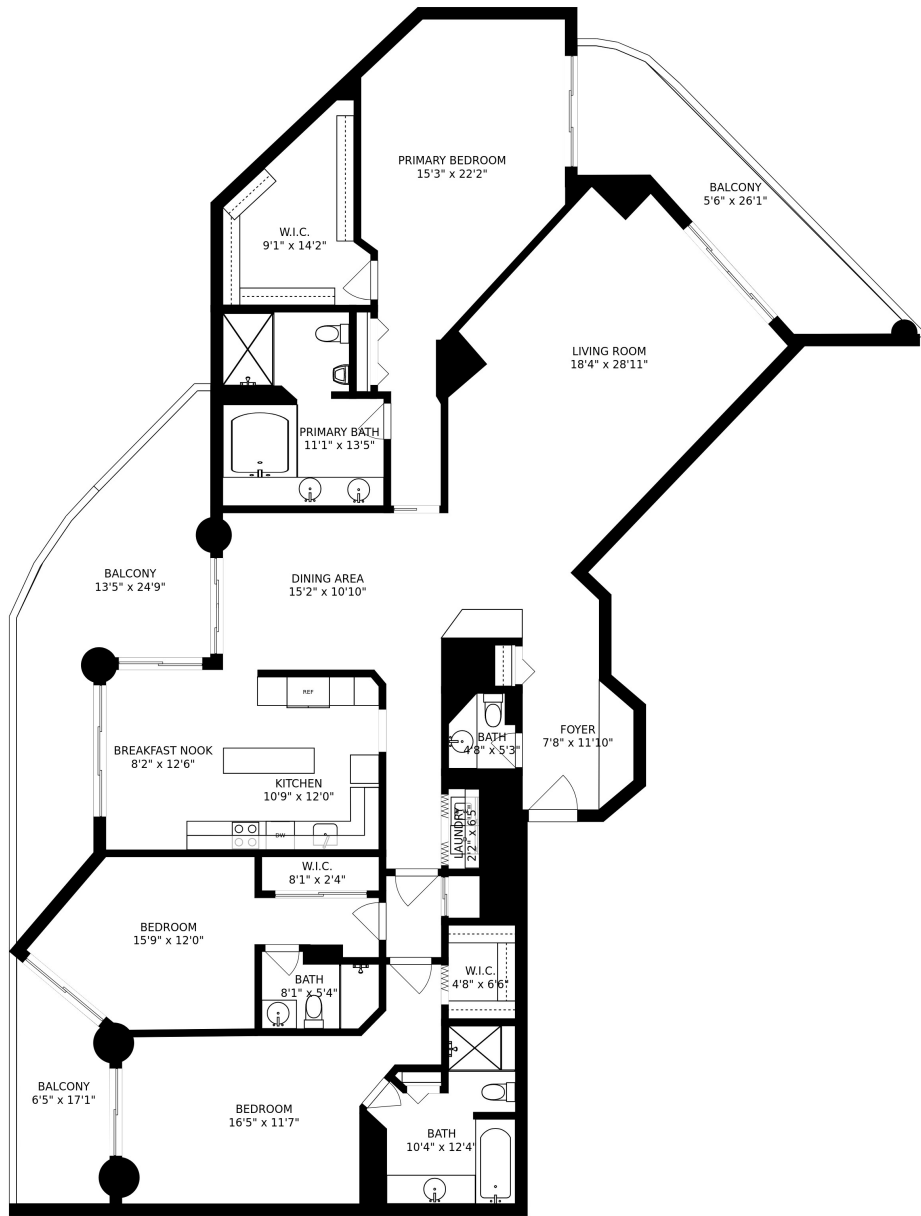 PRIMARY BEDROOM
15'3" x 22'2"
BALCONY
5'6" x 26'1"
W.I.C.
9'1" x 14'2"
LIVING ROOM
18'4" x 28'11"
PRIMARY BATH
11'1" x 13'5"
BALCONY
13'5" x 24'9"
DINING AREA
15'2" x 10'10"
REF
BREAKFAST NOOK
8'2" x 12'6"
KITCHEN
10'9" x 12'0"
BATH
4'8" x 5'3"
FOYER
7'8" x 11'10"
DW
LAUNDRY
2'2" x 6'5"
W.I.C.
8'1" x 2'4"
BEDROOM
15'9" x 12'0"
BATH
8'1" x 5'4"
W.I.C.
4'8" x 6'6"
BALCONY
6'5" x 17'1"
BEDROOM
16'5" x 11'7"
BATH
10'4" x 12'4"